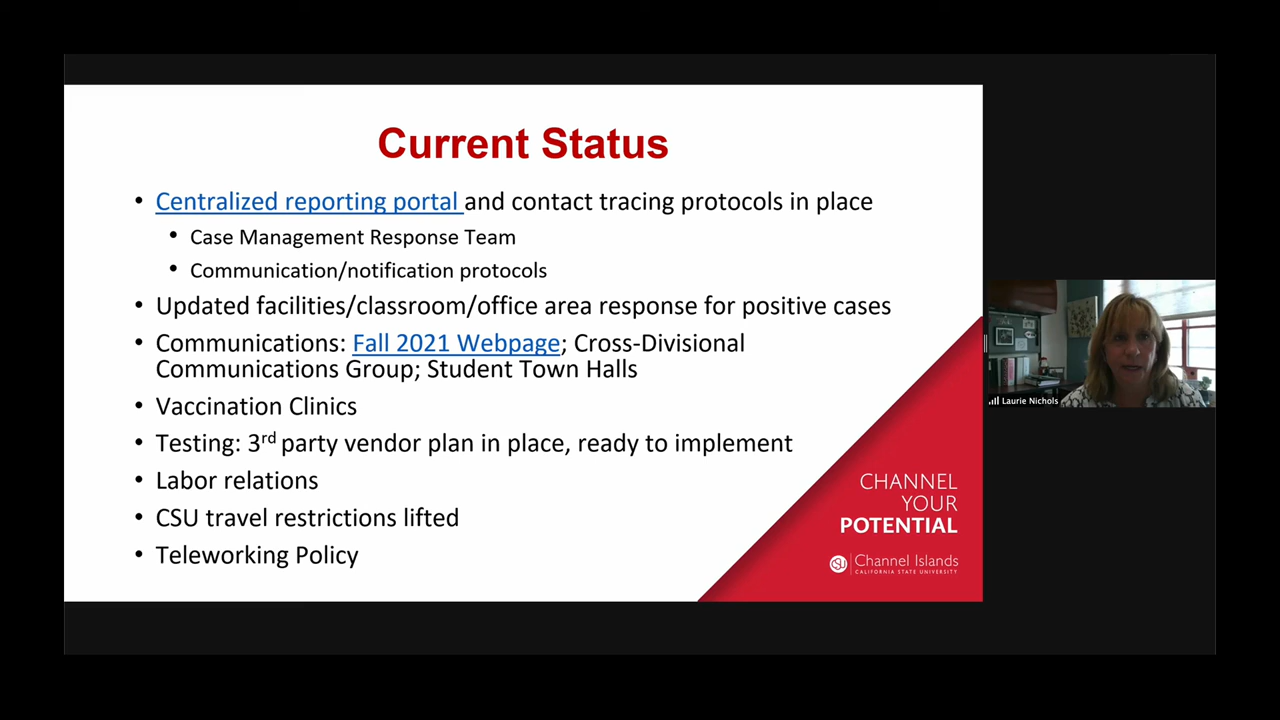 Current Status
• Centralized reporting portal and contact tracing protocols in place
• Case Management Response Team
• Communication/notification protocols
• Updated facilities/classroom/office area response for positive cases
• Communications: Fall 2021 Webpage; Cross-Divisional
Communications Group; Student Town Halls
• Vaccination Clinics
• Testing: 3rd party vendor plan in place, ready to implement
• Labor relations
• CSU travel restrictions lifted
• Teleworking Policy
CHANNEL
YOUR
POTENTIAL
CSU Channel Islands
CALIFORNIA STATE UNIVERSITY
Laurie Nichols